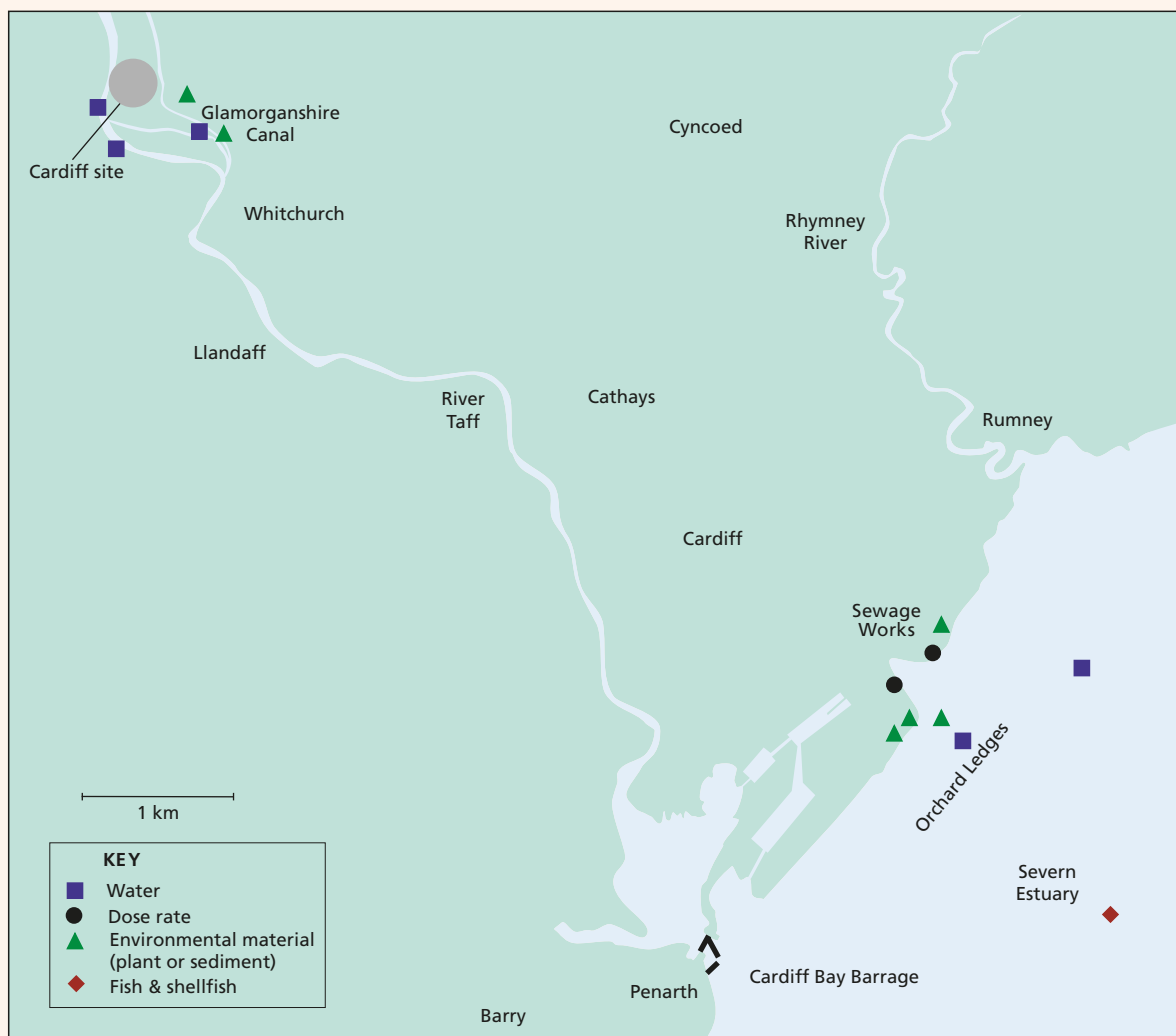 Glamorganshire
Canal
Cyncoed
Cardiff site
Whitchurch
Rhymney
River
Llandaff
River
Taff
Cathays
Rumney
Cardiff
Sewage
Works
Orchard Ledges
1 km
KEY
Water
Dose rate
Environmental material
(plant or sediment)
Fish & shellfish
Severn
Estuary
Cardiff Bay Barrage
Penarth
Barry